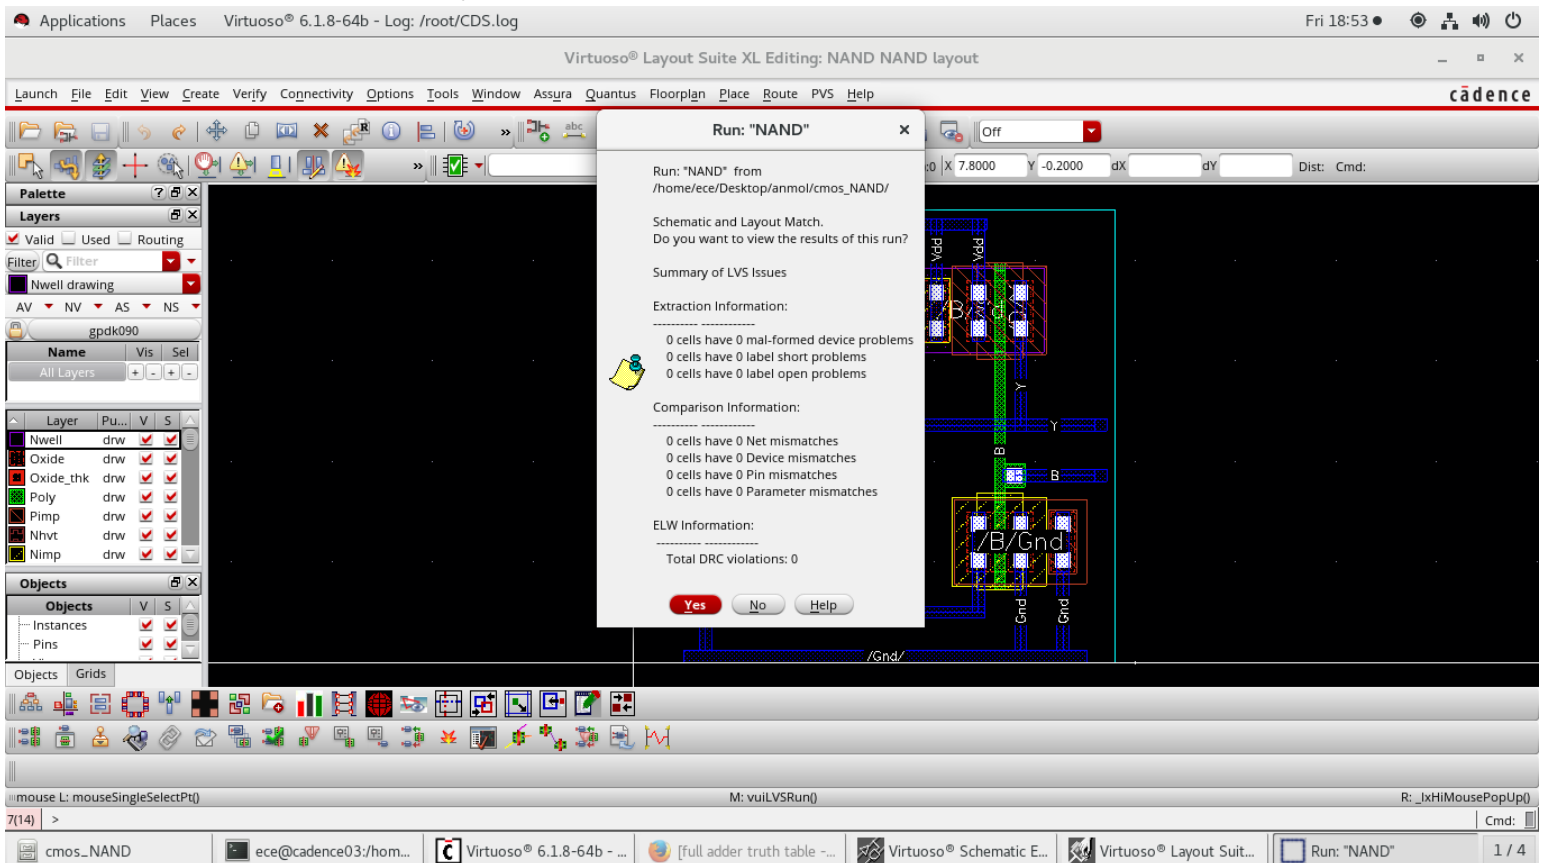 Applications Places Virtuoso® 6.1.8-64b - Log: /root/CDS.log Fri 18:53
Virtuoso® Layout Suite XL Editing: NAND NAND layout
Launch File Edit View Create Verify Connectivity Options Tools Window Assura Quantus Floorplan Place Route PVS Help
cādence
abc
Off
R
»
X 7.8000 Y -0.2000 dX dY Dist: Cmd:
Palette
Layers
Valid Used Routing
Filter Filter
Nwell drawing
AV NV AS NS
gpdk090
Name Vis Sel
All Layers + - + -
Layer Pu... V S
Nwell drw
Oxide drw
Oxide_thk drw
Poly drw
Pimp drw
Nhvt drw
Nimp drw
Objects
Objects V S
Instances
Pins
Objects Grids
Run: "NAND"
Run: "NAND" from
/home/ece/Desktop/anmol/cmos_NAND/
Schematic and Layout Match.
Do you want to view the results of this run?
Summary of LVS Issues
Extraction Information:
---------- ------------
0 cells have 0 mal-formed device problems
0 cells have 0 label short problems
0 cells have 0 label open problems
Comparison Information:
---------- ------------
0 cells have 0 Net mismatches
0 cells have 0 Device mismatches
0 cells have 0 Pin mismatches
0 cells have 0 Parameter mismatches
ELW Information:
---------- ------------
Total DRC violations: 0
Yes No Help
Vdd Vdd
Y
Y
B
B
/B/Gnd
Gnd Gnd
/Gnd/
mouse L: mouseSingleSelectPt() M: vuiLVSRun() R: _lxHiMousePopUp()
7(14) > Cmd:
cmos_NAND
ece@cadence03:/hom...
Virtuoso® 6.1.8-64b - ...
[full adder truth table -...
Virtuoso® Schematic E...
Virtuoso® Layout Suit...
Run: "NAND"
1 / 4